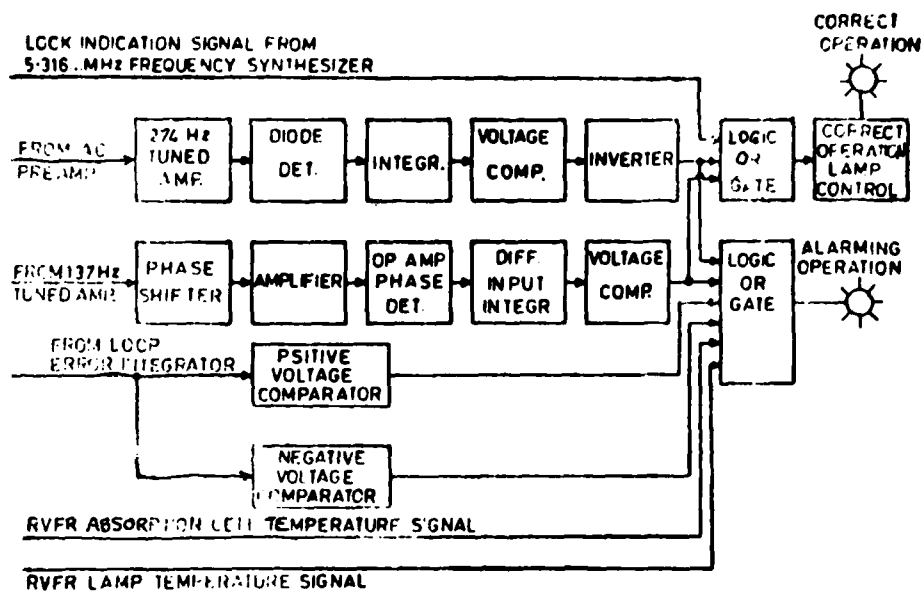 CORRECT
OPERATION
LOCK INDICATION SIGNAL FROM
5·316..MHz FREQUENCY SYNTHESIZER
FROM AC
PREAMP.
274 Hz
TUNED
AMP.
DIODE
DET.
INTEGR.
VOLTAGE
COMP.
INVERTER
LOGIC
OR
GATE
CORRECT
OPERATION
LAMP
CONTROL
FROM 137Hz
TUNED AMP.
PHASE
SHIFTER
AMPLIFIER
OP AMP
PHASE
DET.
DIFF.
INPUT
INTEGR
VOLTAGE
COMP.
LOGIC
OR
GATE
ALARMING
OPERATION
FROM LOOP
ERROR INTEGRATOR
PSITIVE
VOLTAGE
COMPARATOR
NEGATIVE
VOLTAGE
COMPARATOR
RVFR ABSORPTION CELL TEMPERATURE SIGNAL
RVFR LAMP TEMPERATURE SIGNAL